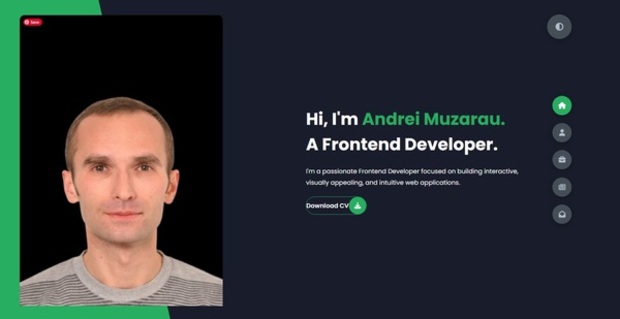 Save
Hi, I'm Andrei Muzarau.
A Frontend Developer.
I'm a passionate Frontend Developer focused on building interactive,
visually appealing, and intuitive web applications.
Download CV